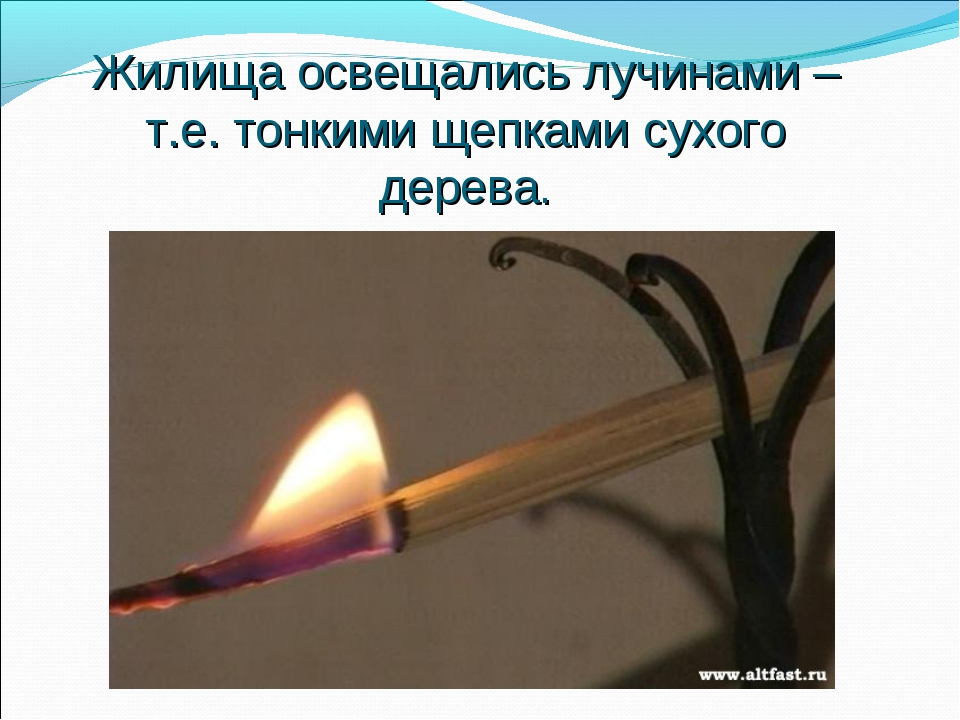 Жилища освещались лучинами –
т.е. тонкими щепками сухого
дерева.
www.altfast.ru